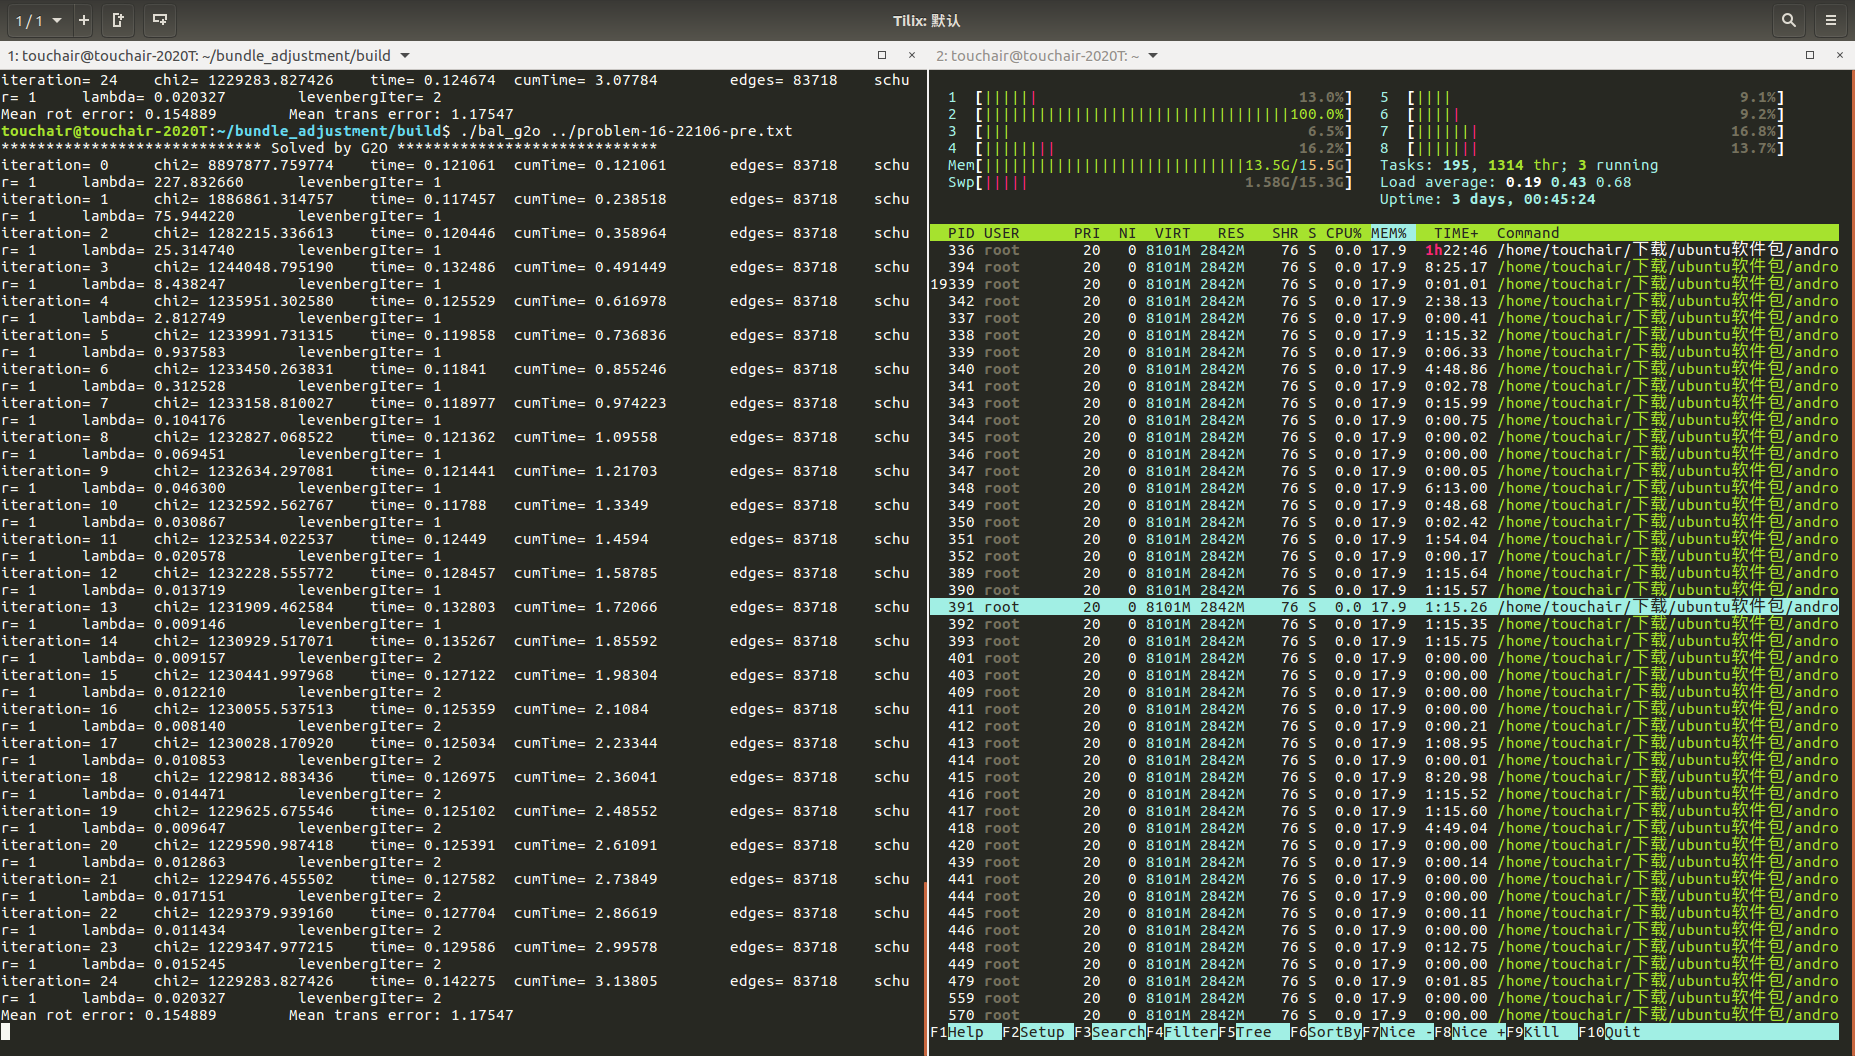 1 / 1
Tilix: 默认
1: touchair@touchair-2020T: ~/bundle_adjustment/build
iteration= 24 chi2= 1229283.827426 time= 0.124674 cumTime= 3.07784 edges= 83718 schu
r= 1 lambda= 0.020327 levenbergIter= 2
Mean rot error: 0.154889 Mean trans error: 1.17547
touchair@touchair-2020T:~/bundle_adjustment/build$ ./bal_g2o ../problem-16-22106-pre.txt
***************************** Solved by G2O *****************************
iteration= 0 chi2= 8897877.759774 time= 0.121061 cumTime= 0.121061 edges= 83718 schu
r= 1 lambda= 227.832660 levenbergIter= 1
iteration= 1 chi2= 1886861.314757 time= 0.117457 cumTime= 0.238518 edges= 83718 schu
r= 1 lambda= 75.944220 levenbergIter= 1
iteration= 2 chi2= 1282215.336613 time= 0.120446 cumTime= 0.358964 edges= 83718 schu
r= 1 lambda= 25.314740 levenbergIter= 1
iteration= 3 chi2= 1244048.795190 time= 0.132486 cumTime= 0.491449 edges= 83718 schu
r= 1 lambda= 8.438247 levenbergIter= 1
iteration= 4 chi2= 1235951.302580 time= 0.125529 cumTime= 0.616978 edges= 83718 schu
r= 1 lambda= 2.812749 levenbergIter= 1
iteration= 5 chi2= 1233991.731315 time= 0.119858 cumTime= 0.736836 edges= 83718 schu
r= 1 lambda= 0.937583 levenbergIter= 1
iteration= 6 chi2= 1233450.263831 time= 0.11841 cumTime= 0.855246 edges= 83718 schu
r= 1 lambda= 0.312528 levenbergIter= 1
iteration= 7 chi2= 1233158.810027 time= 0.118977 cumTime= 0.974223 edges= 83718 schu
r= 1 lambda= 0.104176 levenbergIter= 1
iteration= 8 chi2= 1232827.068522 time= 0.121362 cumTime= 1.09558 edges= 83718 schu
r= 1 lambda= 0.069451 levenbergIter= 1
iteration= 9 chi2= 1232634.297081 time= 0.121441 cumTime= 1.21703 edges= 83718 schu
r= 1 lambda= 0.046300 levenbergIter= 1
iteration= 10 chi2= 1232592.562767 time= 0.11788 cumTime= 1.3349 edges= 83718 schu
r= 1 lambda= 0.030867 levenbergIter= 1
iteration= 11 chi2= 1232534.022537 time= 0.12449 cumTime= 1.4594 edges= 83718 schu
r= 1 lambda= 0.020578 levenbergIter= 1
iteration= 12 chi2= 1232228.555772 time= 0.128457 cumTime= 1.58785 edges= 83718 schu
r= 1 lambda= 0.013719 levenbergIter= 1
iteration= 13 chi2= 1231909.462584 time= 0.132803 cumTime= 1.72066 edges= 83718 schu
r= 1 lambda= 0.009146 levenbergIter= 1
iteration= 14 chi2= 1230929.517071 time= 0.135267 cumTime= 1.85592 edges= 83718 schu
r= 1 lambda= 0.009157 levenbergIter= 2
iteration= 15 chi2= 1230441.997968 time= 0.127122 cumTime= 1.98304 edges= 83718 schu
r= 1 lambda= 0.012210 levenbergIter= 2
iteration= 16 chi2= 1230055.537513 time= 0.125359 cumTime= 2.1084 edges= 83718 schu
r= 1 lambda= 0.008140 levenbergIter= 2
iteration= 17 chi2= 1230028.170920 time= 0.125034 cumTime= 2.23344 edges= 83718 schu
r= 1 lambda= 0.010853 levenbergIter= 2
iteration= 18 chi2= 1229812.883436 time= 0.126975 cumTime= 2.36041 edges= 83718 schu
r= 1 lambda= 0.014471 levenbergIter= 2
iteration= 19 chi2= 1229625.675546 time= 0.125102 cumTime= 2.48552 edges= 83718 schu
r= 1 lambda= 0.009647 levenbergIter= 2
iteration= 20 chi2= 1229590.987418 time= 0.125391 cumTime= 2.61091 edges= 83718 schu
r= 1 lambda= 0.012863 levenbergIter= 2
iteration= 21 chi2= 1229476.455502 time= 0.127582 cumTime= 2.73849 edges= 83718 schu
r= 1 lambda= 0.017151 levenbergIter= 2
iteration= 22 chi2= 1229379.939160 time= 0.127704 cumTime= 2.86619 edges= 83718 schu
r= 1 lambda= 0.011434 levenbergIter= 2
iteration= 23 chi2= 1229347.977215 time= 0.129586 cumTime= 2.99578 edges= 83718 schu
r= 1 lambda= 0.015245 levenbergIter= 2
iteration= 24 chi2= 1229283.827426 time= 0.142275 cumTime= 3.13805 edges= 83718 schu
r= 1 lambda= 0.020327 levenbergIter= 2
Mean rot error: 0.154889 Mean trans error: 1.17547
2: touchair@touchair-2020T: ~
1 [|||||| 13.0%] 5 [|||| 9.1%]
2 [||||||||||||||||||||||||||||||||||100.0%] 6 [||||| 9.2%]
3 [||| 6.5%] 7 [||||||| 16.8%]
4 [|||||||| 16.2%] 8 [||||||| 13.7%]
Mem[|||||||||||||||||||||||||||||13.5G/15.5G] Tasks: 195, 1314 thr; 3 running
Swp[||||| 1.58G/15.3G] Load average: 0.19 0.43 0.68
Uptime: 3 days, 00:45:24
PID USER PRI NI VIRT RES SHR S CPU% MEM% TIME+ Command
336 root 20 0 8101M 2842M 76 S 0.0 17.9 1h22:46 /home/touchair/下载/ubuntu软件包/andro
394 root 20 0 8101M 2842M 76 S 0.0 17.9 8:25.17 /home/touchair/下载/ubuntu软件包/andro
19339 root 20 0 8101M 2842M 76 S 0.0 17.9 0:01.01 /home/touchair/下载/ubuntu软件包/andro
342 root 20 0 8101M 2842M 76 S 0.0 17.9 2:38.13 /home/touchair/下载/ubuntu软件包/andro
337 root 20 0 8101M 2842M 76 S 0.0 17.9 0:00.41 /home/touchair/下载/ubuntu软件包/andro
338 root 20 0 8101M 2842M 76 S 0.0 17.9 1:15.32 /home/touchair/下载/ubuntu软件包/andro
339 root 20 0 8101M 2842M 76 S 0.0 17.9 0:06.33 /home/touchair/下载/ubuntu软件包/andro
340 root 20 0 8101M 2842M 76 S 0.0 17.9 4:48.86 /home/touchair/下载/ubuntu软件包/andro
341 root 20 0 8101M 2842M 76 S 0.0 17.9 0:02.78 /home/touchair/下载/ubuntu软件包/andro
343 root 20 0 8101M 2842M 76 S 0.0 17.9 0:15.99 /home/touchair/下载/ubuntu软件包/andro
344 root 20 0 8101M 2842M 76 S 0.0 17.9 0:00.75 /home/touchair/下载/ubuntu软件包/andro
345 root 20 0 8101M 2842M 76 S 0.0 17.9 0:00.02 /home/touchair/下载/ubuntu软件包/andro
346 root 20 0 8101M 2842M 76 S 0.0 17.9 0:00.00 /home/touchair/下载/ubuntu软件包/andro
347 root 20 0 8101M 2842M 76 S 0.0 17.9 0:00.05 /home/touchair/下载/ubuntu软件包/andro
348 root 20 0 8101M 2842M 76 S 0.0 17.9 6:13.00 /home/touchair/下载/ubuntu软件包/andro
349 root 20 0 8101M 2842M 76 S 0.0 17.9 0:48.68 /home/touchair/下载/ubuntu软件包/andro
350 root 20 0 8101M 2842M 76 S 0.0 17.9 0:02.42 /home/touchair/下载/ubuntu软件包/andro
351 root 20 0 8101M 2842M 76 S 0.0 17.9 1:54.04 /home/touchair/下载/ubuntu软件包/andro
352 root 20 0 8101M 2842M 76 S 0.0 17.9 0:00.17 /home/touchair/下载/ubuntu软件包/andro
389 root 20 0 8101M 2842M 76 S 0.0 17.9 1:15.64 /home/touchair/下载/ubuntu软件包/andro
390 root 20 0 8101M 2842M 76 S 0.0 17.9 1:15.57 /home/touchair/下载/ubuntu软件包/andro
391 root 20 0 8101M 2842M 76 S 0.0 17.9 1:15.26 /home/touchair/下载/ubuntu软件包/andro
392 root 20 0 8101M 2842M 76 S 0.0 17.9 1:15.35 /home/touchair/下载/ubuntu软件包/andro
393 root 20 0 8101M 2842M 76 S 0.0 17.9 1:15.75 /home/touchair/下载/ubuntu软件包/andro
401 root 20 0 8101M 2842M 76 S 0.0 17.9 0:00.00 /home/touchair/下载/ubuntu软件包/andro
403 root 20 0 8101M 2842M 76 S 0.0 17.9 0:00.00 /home/touchair/下载/ubuntu软件包/andro
409 root 20 0 8101M 2842M 76 S 0.0 17.9 0:00.00 /home/touchair/下载/ubuntu软件包/andro
411 root 20 0 8101M 2842M 76 S 0.0 17.9 0:00.00 /home/touchair/下载/ubuntu软件包/andro
412 root 20 0 8101M 2842M 76 S 0.0 17.9 0:00.21 /home/touchair/下载/ubuntu软件包/andro
413 root 20 0 8101M 2842M 76 S 0.0 17.9 1:08.95 /home/touchair/下载/ubuntu软件包/andro
414 root 20 0 8101M 2842M 76 S 0.0 17.9 0:00.01 /home/touchair/下载/ubuntu软件包/andro
415 root 20 0 8101M 2842M 76 S 0.0 17.9 8:20.98 /home/touchair/下载/ubuntu软件包/andro
416 root 20 0 8101M 2842M 76 S 0.0 17.9 1:15.52 /home/touchair/下载/ubuntu软件包/andro
417 root 20 0 8101M 2842M 76 S 0.0 17.9 1:15.60 /home/touchair/下载/ubuntu软件包/andro
418 root 20 0 8101M 2842M 76 S 0.0 17.9 4:49.04 /home/touchair/下载/ubuntu软件包/andro
420 root 20 0 8101M 2842M 76 S 0.0 17.9 0:00.00 /home/touchair/下载/ubuntu软件包/andro
439 root 20 0 8101M 2842M 76 S 0.0 17.9 0:00.14 /home/touchair/下载/ubuntu软件包/andro
441 root 20 0 8101M 2842M 76 S 0.0 17.9 0:00.00 /home/touchair/下载/ubuntu软件包/andro
444 root 20 0 8101M 2842M 76 S 0.0 17.9 0:00.00 /home/touchair/下载/ubuntu软件包/andro
445 root 20 0 8101M 2842M 76 S 0.0 17.9 0:00.11 /home/touchair/下载/ubuntu软件包/andro
446 root 20 0 8101M 2842M 76 S 0.0 17.9 0:00.00 /home/touchair/下载/ubuntu软件包/andro
448 root 20 0 8101M 2842M 76 S 0.0 17.9 0:12.75 /home/touchair/下载/ubuntu软件包/andro
449 root 20 0 8101M 2842M 76 S 0.0 17.9 0:00.00 /home/touchair/下载/ubuntu软件包/andro
479 root 20 0 8101M 2842M 76 S 0.0 17.9 0:01.85 /home/touchair/下载/ubuntu软件包/andro
559 root 20 0 8101M 2842M 76 S 0.0 17.9 0:00.00 /home/touchair/下载/ubuntu软件包/andro
570 root 20 0 8101M 2842M 76 S 0.0 17.9 0:00.00 /home/touchair/下载/ubuntu软件包/andro
F1Help F2Setup F3SearchF4FilterF5Tree F6SortByF7Nice -F8Nice +F9Kill F10Quit